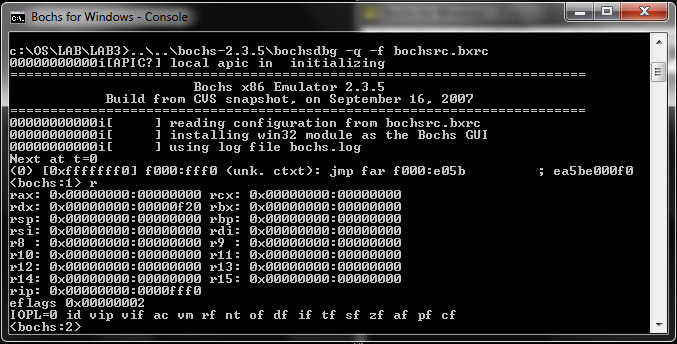 Bochs for Windows - Console
c:\OS\LAB\LAB3>..\..\bochs-2.3.5\bochsdbg -q -f bochsrc.bxrc
00000000000i[APIC?] local apic in  initializing
========================================================================
                       Bochs x86 Emulator 2.3.5
             Build from CVS snapshot, on September 16, 2007
========================================================================
00000000000i[     ] reading configuration from bochsrc.bxrc
00000000000i[     ] installing win32 module as the Bochs GUI
00000000000i[     ] using log file bochs.log
Next at t=0
(0) [0xfffffff0] f000:fff0 (unk. ctxt): jmp far f000:e05b         ; ea5be000f0
<bochs:1> r
rax: 0x00000000:00000000 rcx: 0x00000000:00000000
rdx: 0x00000000:00000f20 rbx: 0x00000000:00000000
rsp: 0x00000000:00000000 rbp: 0x00000000:00000000
rsi: 0x00000000:00000000 rdi: 0x00000000:00000000
r8 : 0x00000000:00000000 r9 : 0x00000000:00000000
r10: 0x00000000:00000000 r11: 0x00000000:00000000
r12: 0x00000000:00000000 r13: 0x00000000:00000000
r14: 0x00000000:00000000 r15: 0x00000000:00000000
rip: 0x00000000:0000fff0
eflags 0x00000002
IOPL=0 id vip vif ac vm rf nt of df if tf sf zf af pf cf
<bochs:2>